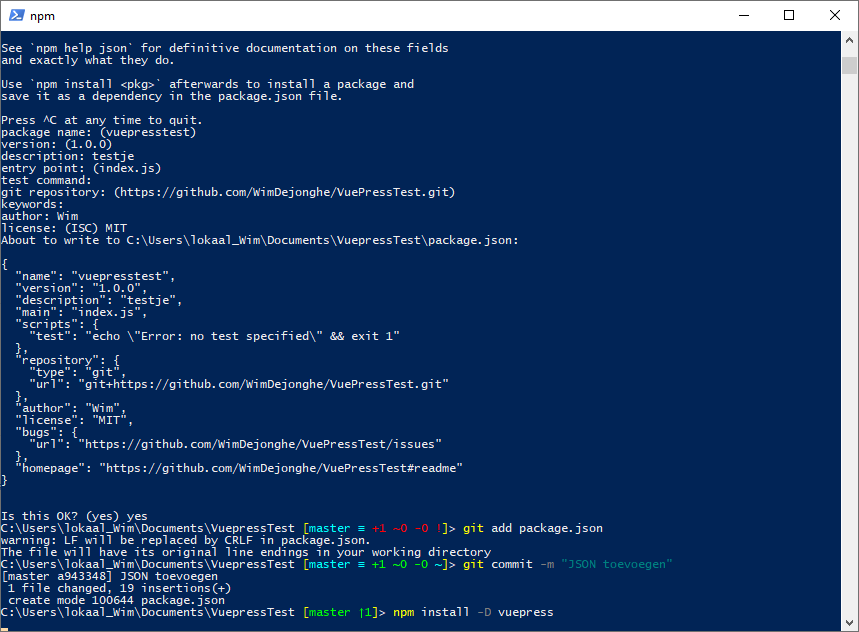 npm
See `npm help json` for definitive documentation on these fields
and exactly what they do.
Use `npm install <pkg>` afterwards to install a package and
save it as a dependency in the package.json file.
Press ^C at any time to quit.
package name: (vuepresstest)
version: (1.0.0)
description: testje
entry point: (index.js)
test command:
git repository: (https://github.com/WimDejonghe/VuePressTest.git)
keywords:
author: Wim
license: (ISC) MIT
About to write to C:\Users\lokaal_Wim\Documents\VuepressTest\package.json:
{
  "name": "vuepresstest",
  "version": "1.0.0",
  "description": "testje",
  "main": "index.js",
  "scripts": {
    "test": "echo \"Error: no test specified\" && exit 1"
  },
  "repository": {
    "type": "git",
    "url": "git+https://github.com/WimDejonghe/VuePressTest.git"
  },
  "author": "Wim",
  "license": "MIT",
  "bugs": {
    "url": "https://github.com/WimDejonghe/VuePressTest/issues"
  },
  "homepage": "https://github.com/WimDejonghe/VuePressTest#readme"
}
Is this OK? (yes) yes
C:\Users\lokaal_Wim\Documents\VuepressTest [master ≡ +1 ~0 -0 !]> git add package.json
warning: LF will be replaced by CRLF in package.json.
The file will have its original line endings in your working directory
C:\Users\lokaal_Wim\Documents\VuepressTest [master ≡ +1 ~0 -0 ~]> git commit -m "JSON toevoegen"
[master a943348] JSON toevoegen
 1 file changed, 19 insertions(+)
 create mode 100644 package.json
C:\Users\lokaal_Wim\Documents\VuepressTest [master ↑1]> npm install -D vuepress